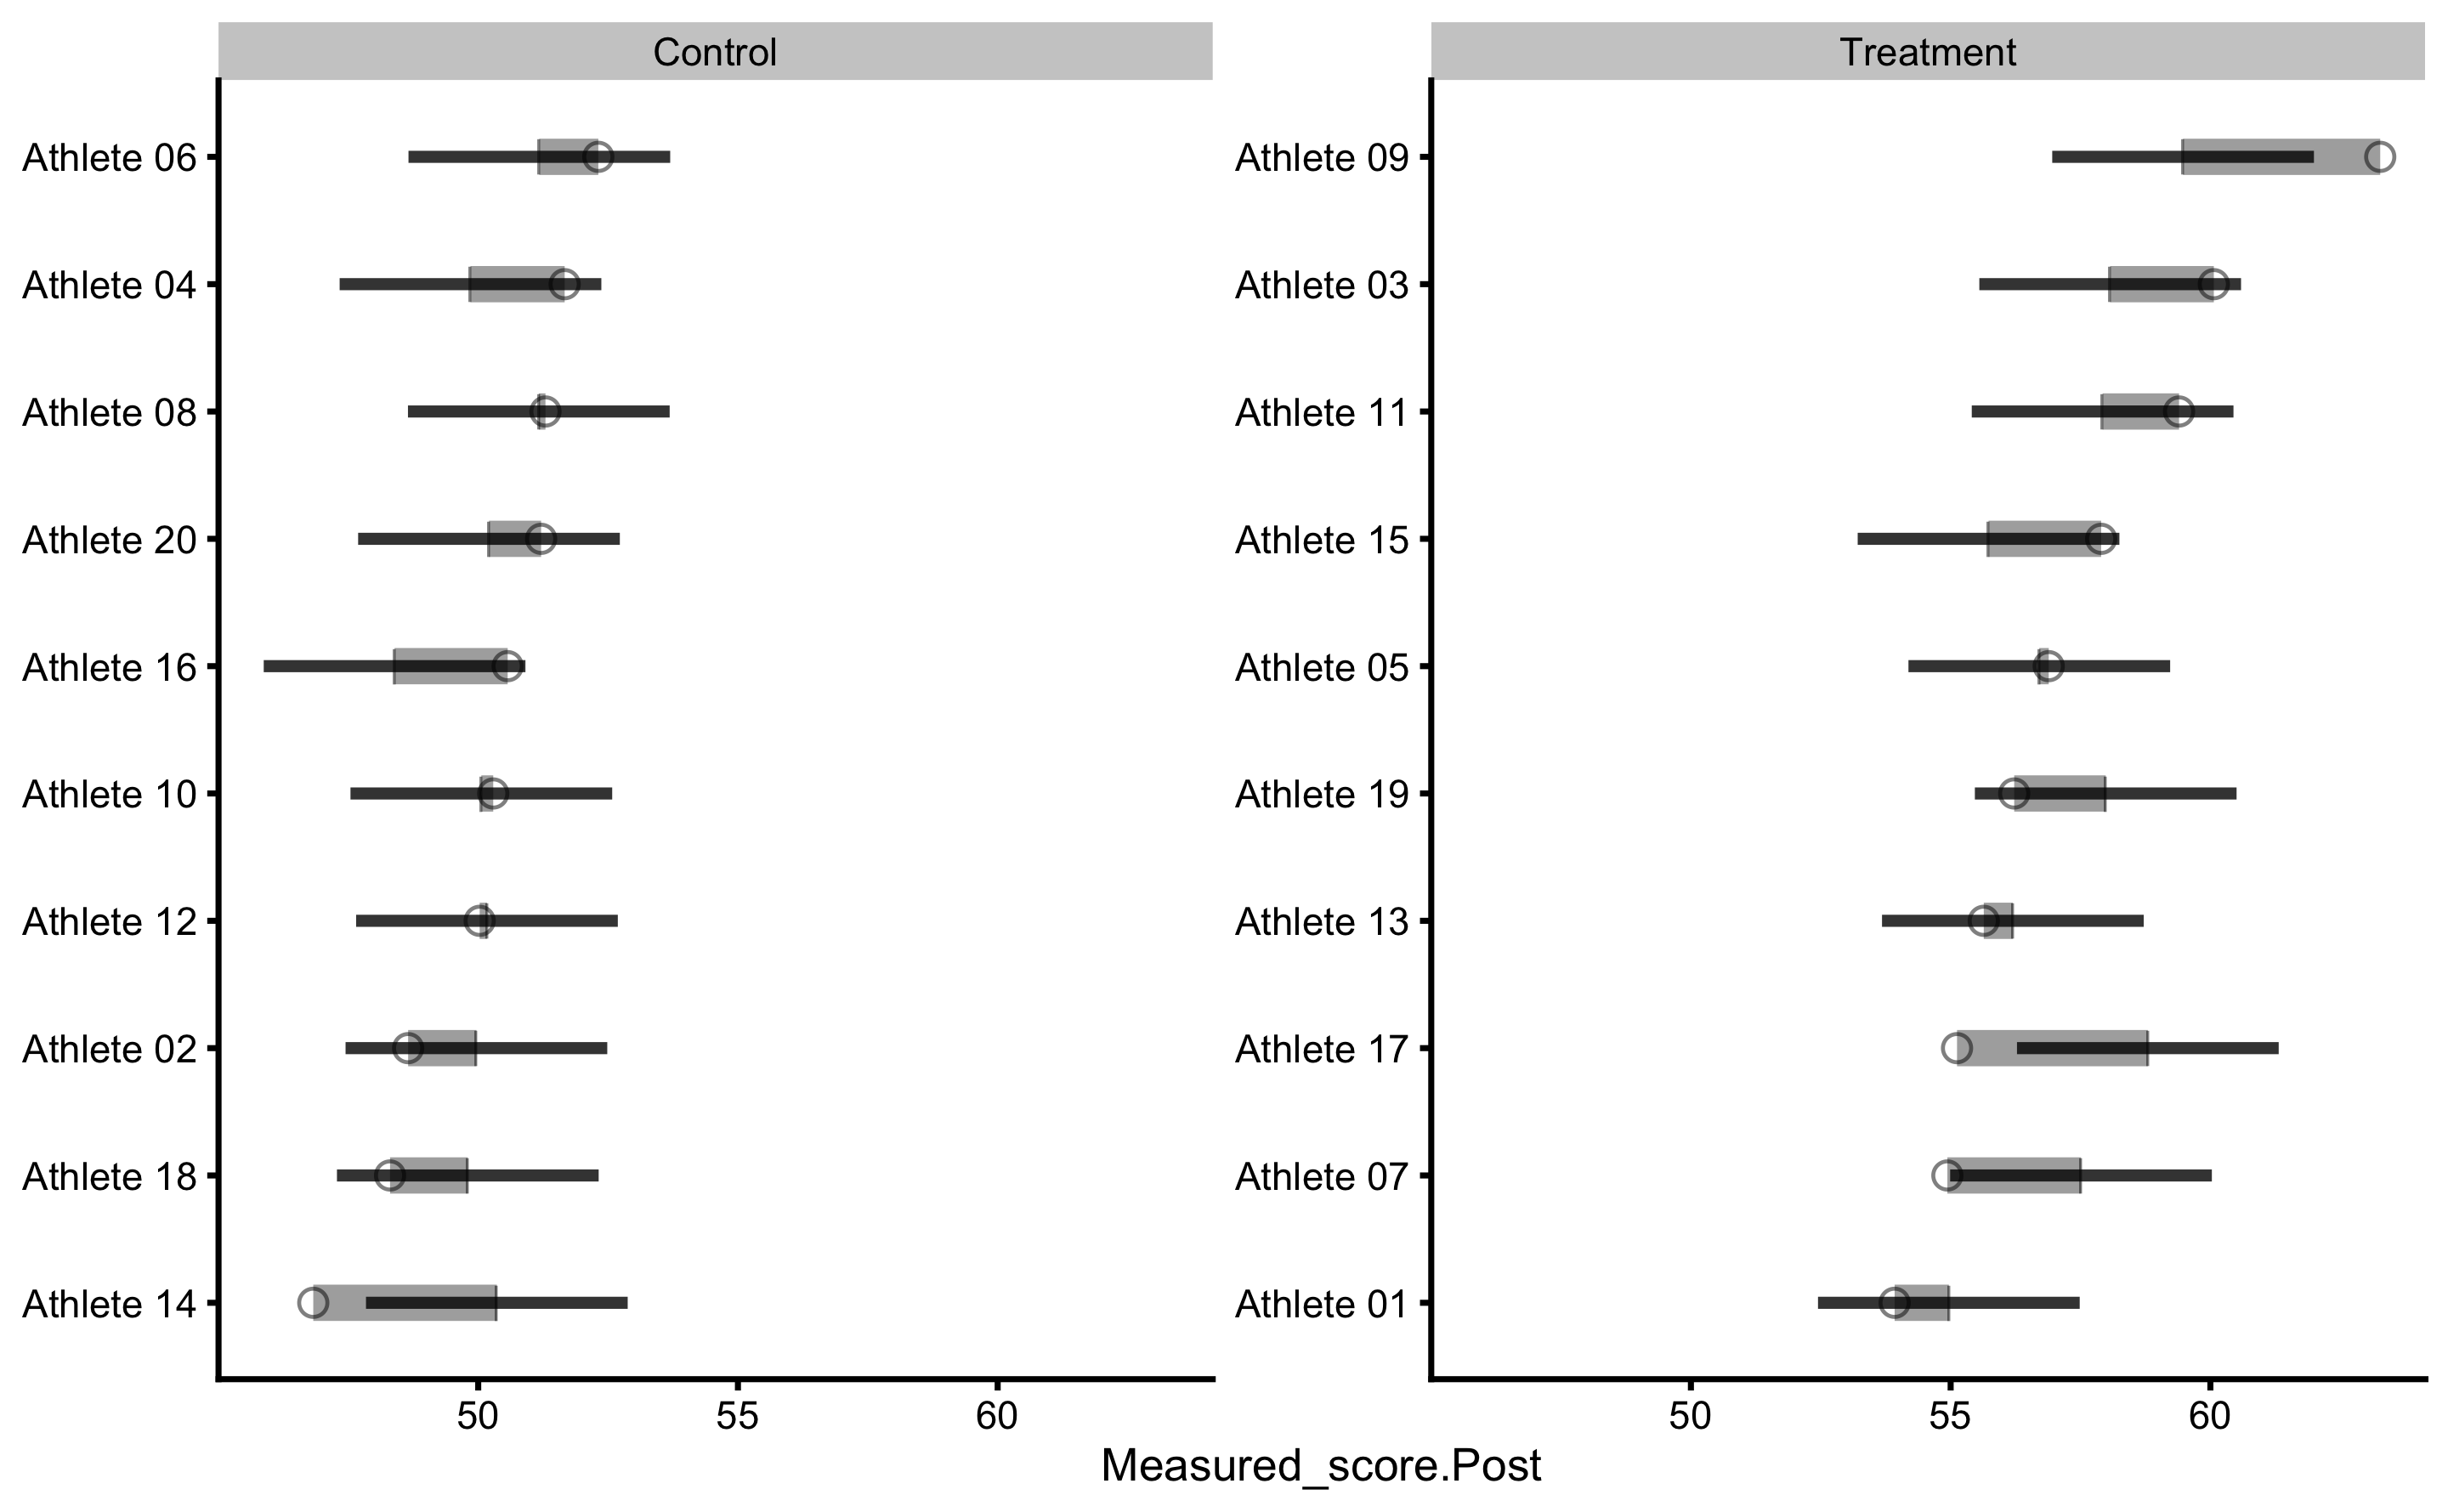 Control
Athlete 06
Athlete 04
Athlete 08
Athlete 20
Athlete 16
Athlete 10
Athlete 12
Athlete 02
Athlete 18
Athlete 14
50 55 60
Treatment
Athlete 09
Athlete 03
Athlete 11
Athlete 15
Athlete 05
Athlete 19
Athlete 13
Athlete 17
Athlete 07
Athlete 01
50 55 60
Measured_score.Post